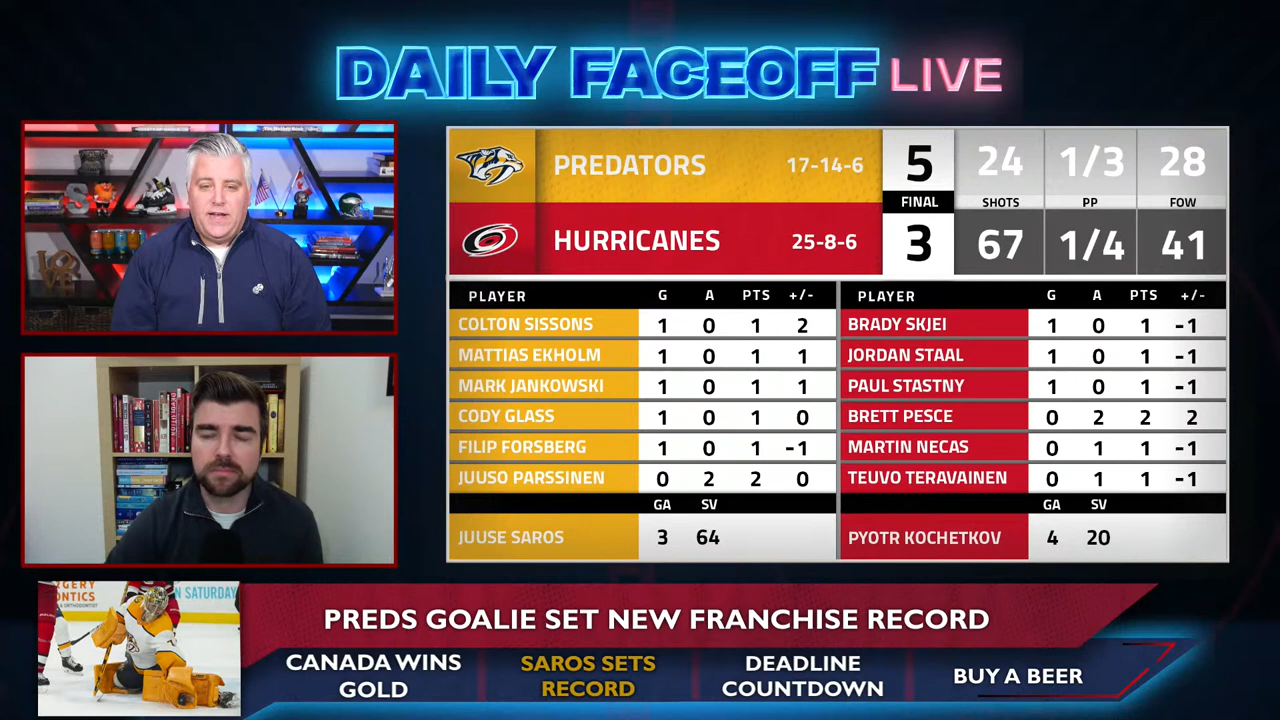 DAILY FACEOFF LIVE
PREDATORS 17-14-6 5 24 1/3 28
FINAL SHOTS PP FOW
HURRICANES 25-8-6 3 67 1/4 41
PLAYER G A PTS +/-
COLTON SISSONS 1 0 1 2
MATTIAS EKHOLM 1 0 1 1
MARK JANKOWSKI 1 0 1 1
CODY GLASS 1 0 1 0
FILIP FORSBERG 1 0 1 -1
JUUSO PARSSINEN 0 2 2 0
GA SV
JUUSE SAROS 3 64
PLAYER G A PTS +/-
BRADY SKJEI 1 0 1 -1
JORDAN STAAL 1 0 1 -1
PAUL STASTNY 1 0 1 -1
BRETT PESCE 0 2 2 2
MARTIN NECAS 0 1 1 -1
TEUVO TERAVAINEN 0 1 1 -1
GA SV
PYOTR KOCHETKOV 4 20
N SATURDAY
PREDS GOALIE SET NEW FRANCHISE RECORD
CANADA WINS
GOLD
SAROS SETS
RECORD
DEADLINE
COUNTDOWN
BUY A BEER